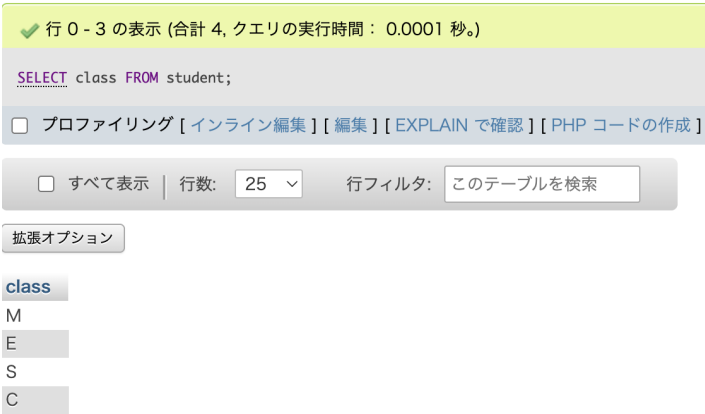 行 0 - 3 の表示 (合計 4, クエリの実行時間： 0.0001 秒。)
SELECT class FROM student;
プロファイリング [ インライン編集 ] [ 編集 ] [ EXPLAIN で確認 ] [ PHP コードの作成 ]
すべて表示 | 行数: 25 行フィルタ: このテーブルを検索
拡張オプション
class
M
E
S
C